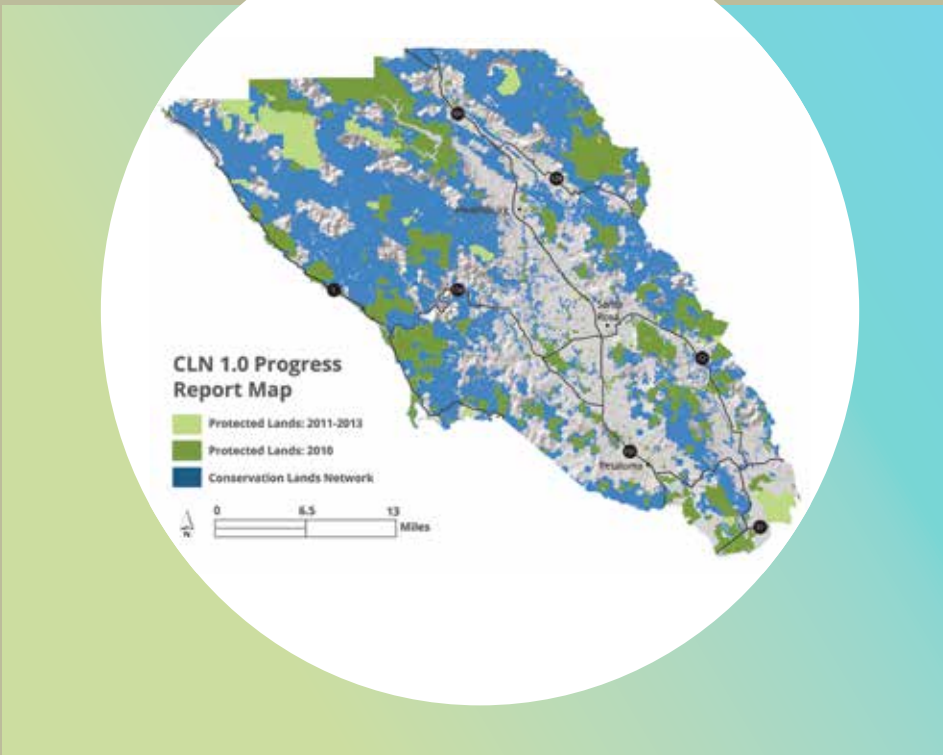 Santa
Rosa
Petaluma
1
CLN 1.0 Progress
Report Map
Protected Lands: 2011-2013
Protected Lands: 2010
Conservation Lands Network
0 6.5 13
Miles
N